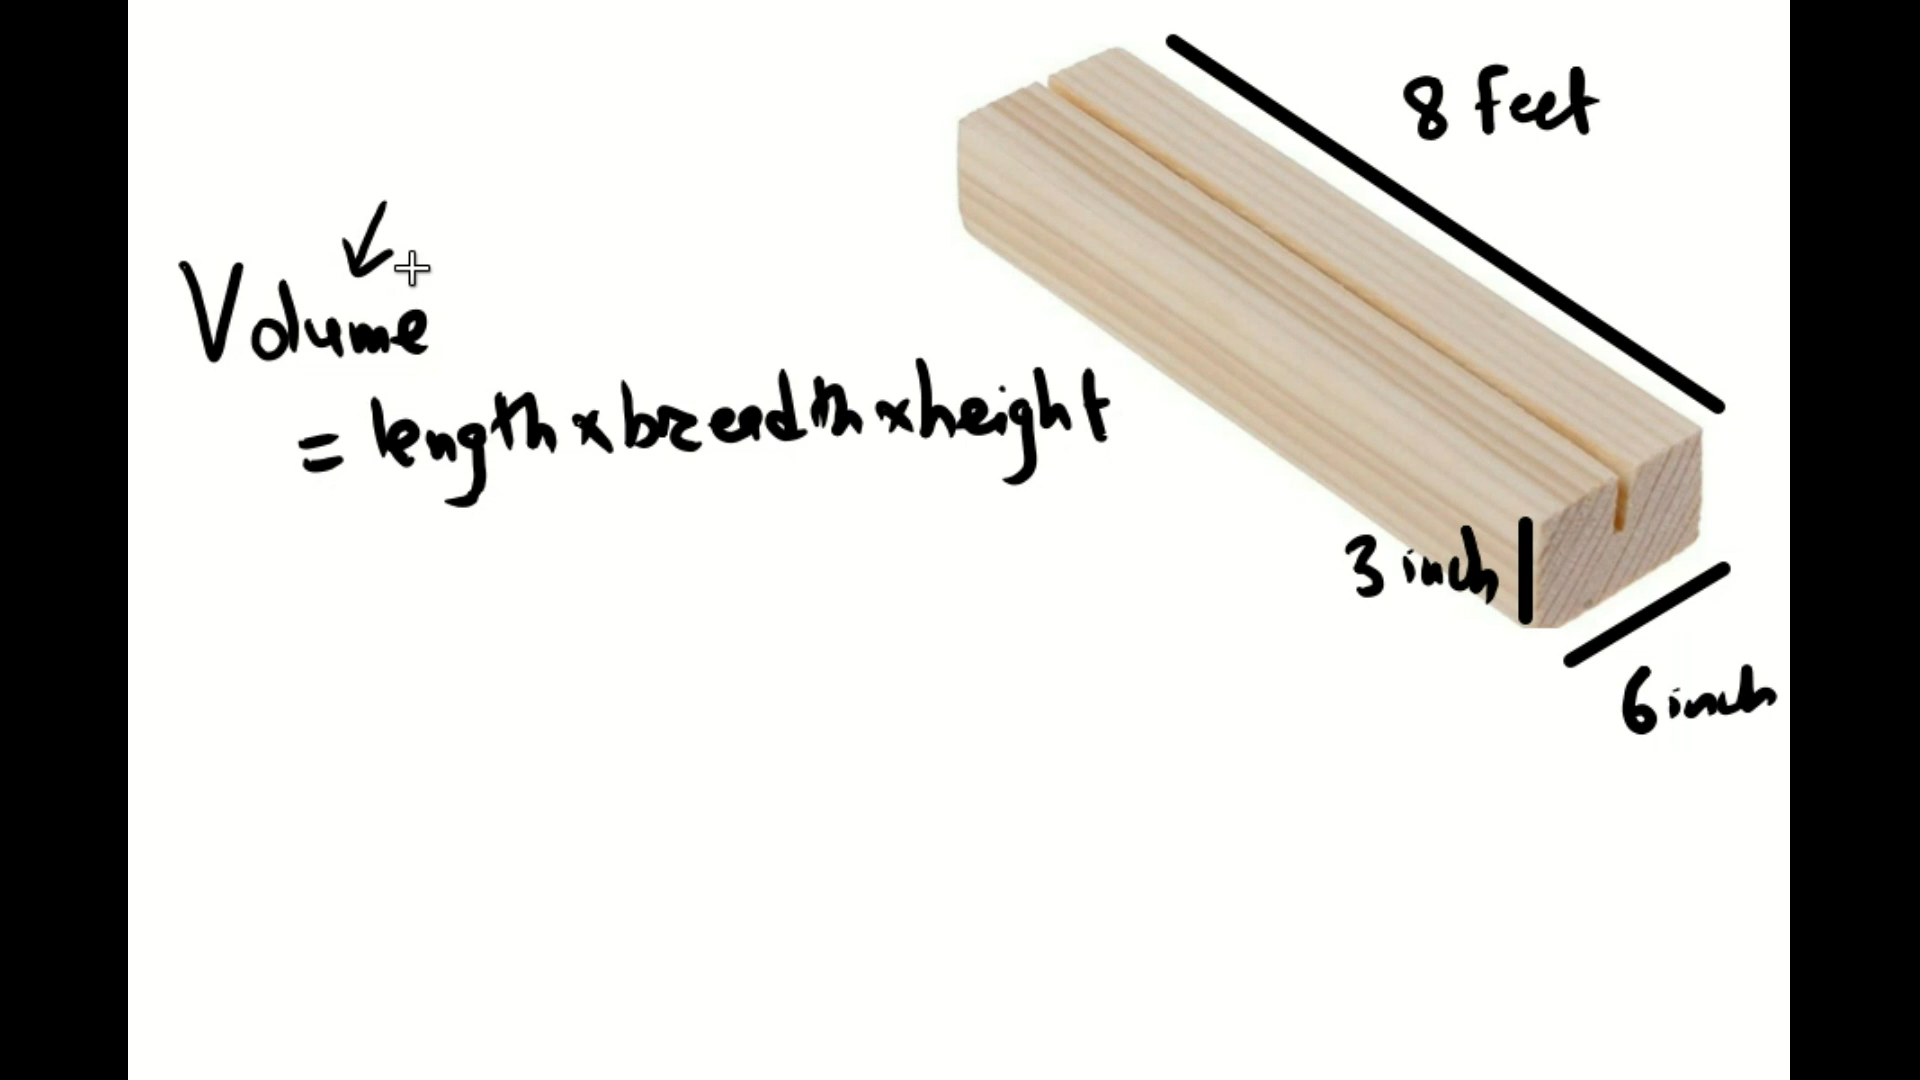 8 feet
Volume
= length x breadth x height
3 inch
6 inch